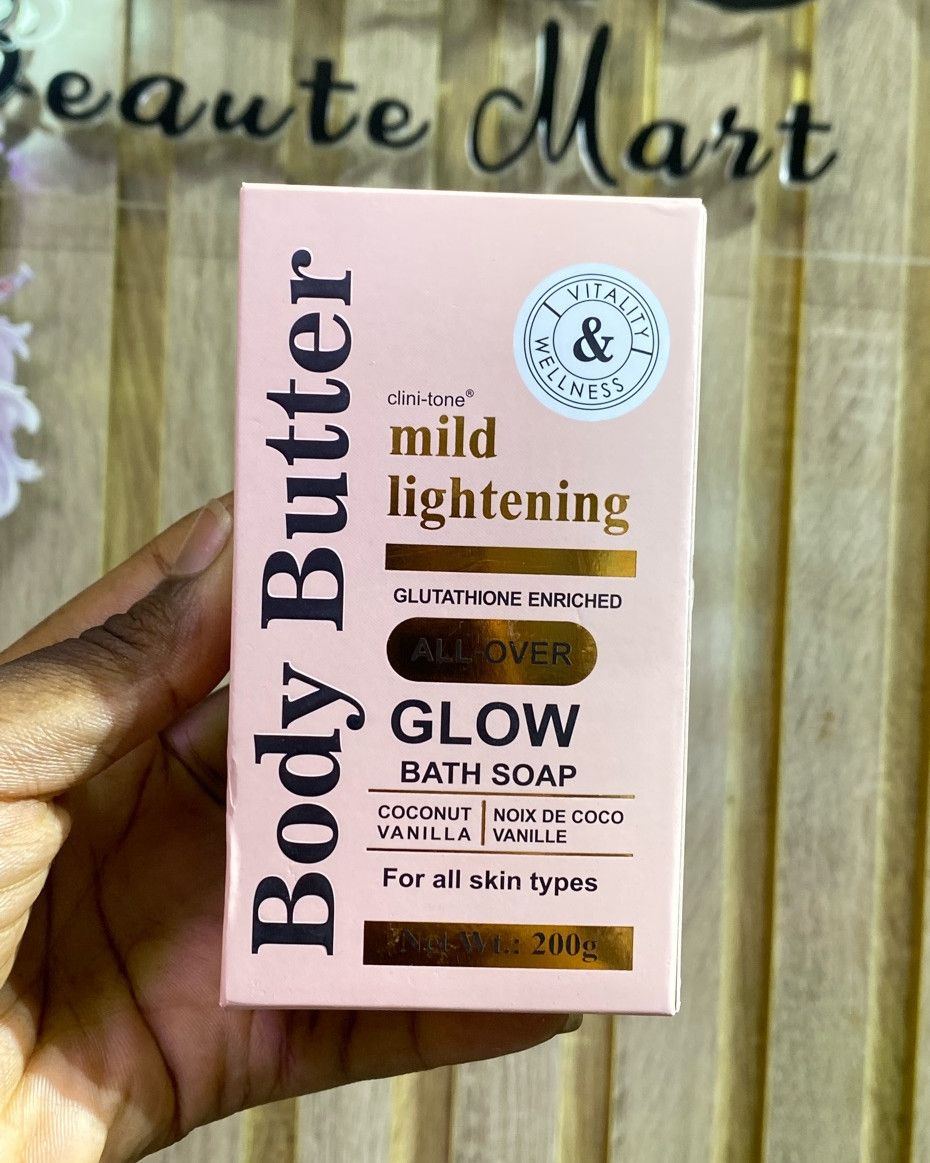 eaute Mart
Body Butter
VITALITY
&
WELLNESS
clini-tone®
mild
lightening
GLUTATHIONE ENRICHED
ALL-OVER
GLOW
BATH SOAP
COCONUT
VANILLA
NOIX DE COCO
VANILLE
For all skin types
Net Wt.: 200g